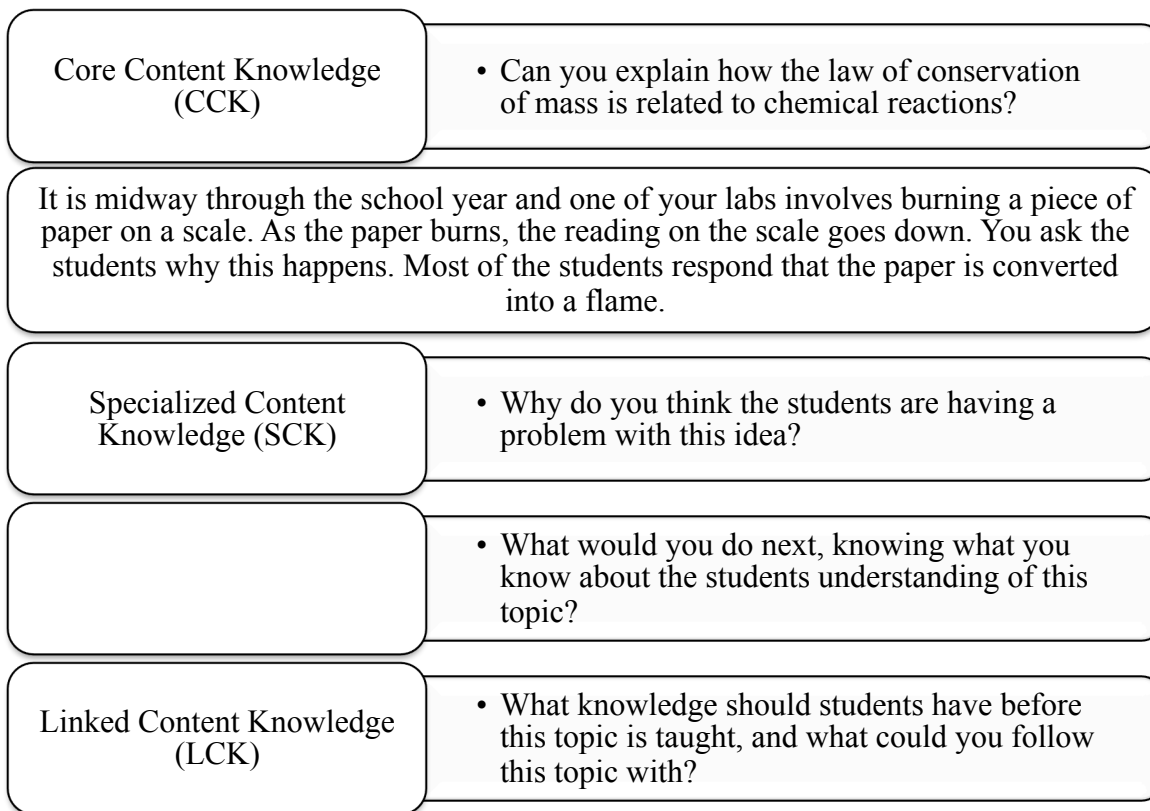 Core Content Knowledge
(CCK)
• Can you explain how the law of conservation
of mass is related to chemical reactions?
It is midway through the school year and one of your labs involves burning a piece of
paper on a scale. As the paper burns, the reading on the scale goes down. You ask the
students why this happens. Most of the students respond that the paper is converted
into a flame.
Specialized Content
Knowledge (SCK)
• Why do you think the students are having a
problem with this idea?
• What would you do next, knowing what you
know about the students understanding of this
topic?
Linked Content Knowledge
(LCK)
• What knowledge should students have before
this topic is taught, and what could you follow
this topic with?